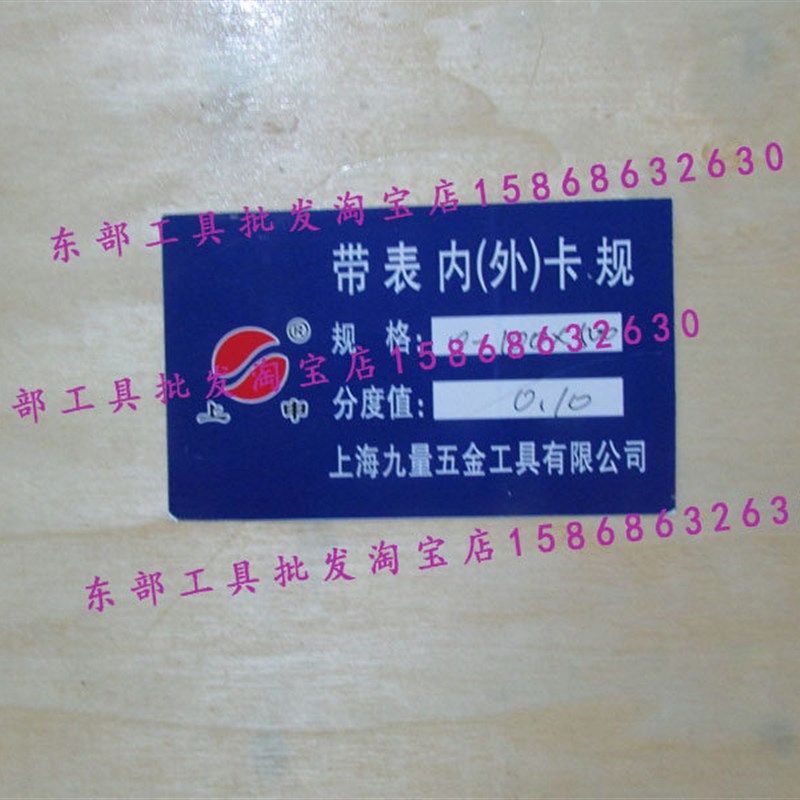 东部工具批发淘宝店15868632630
带表 内(外)卡规
®
规 格:
部工具批发淘宝店15868632630
上申
分度值: 0.10
上海九量五金工具有限公司
东部工具批发淘宝店1586863263